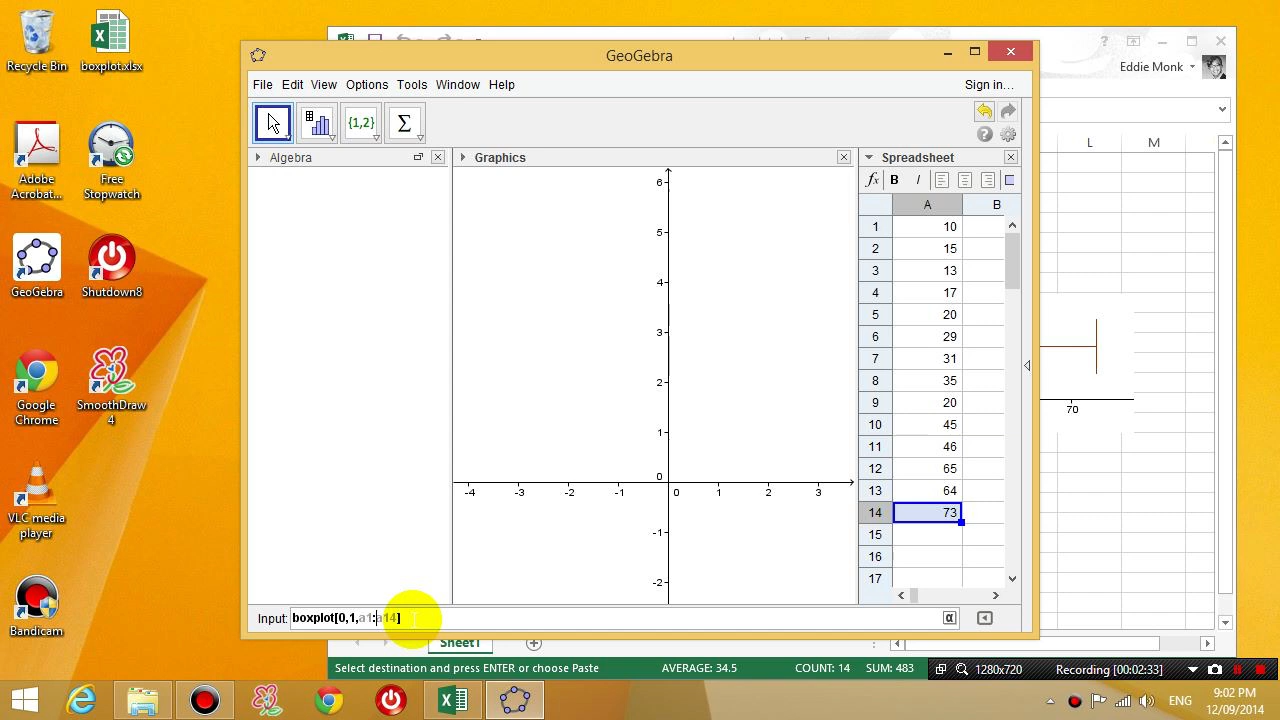 Recycle Bin
boxplot.xlsx
Adobe Acrobat...
Free Stopwatch
GeoGebra
Shutdown8
Google Chrome
SmoothDraw 4
VLC media player
Bandicam
?
Eddie Monk
L
M
70
GeoGebra
File Edit View Options Tools Window Help
Sign in...
{1,2}
Σ
Algebra
Graphics
Spreadsheet
fx B I
A B
1 10
2 15
3 13
4 17
5 20
6 29
7 31
8 35
9 20
10 45
11 46
12 65
13 64
14 73
15
16
17
6
5
4
3
2
1
0
-4 -3 -2 -1 0 1 2 3
-1
-2
Input: boxplot[0,1,a1:a14]
α
Sheet1
Select destination and press ENTER or choose Paste
AVERAGE: 34.5
COUNT: 14
SUM: 483
1280x720
Recording [00:02:33]
ENG
9:02 PM
12/09/2014